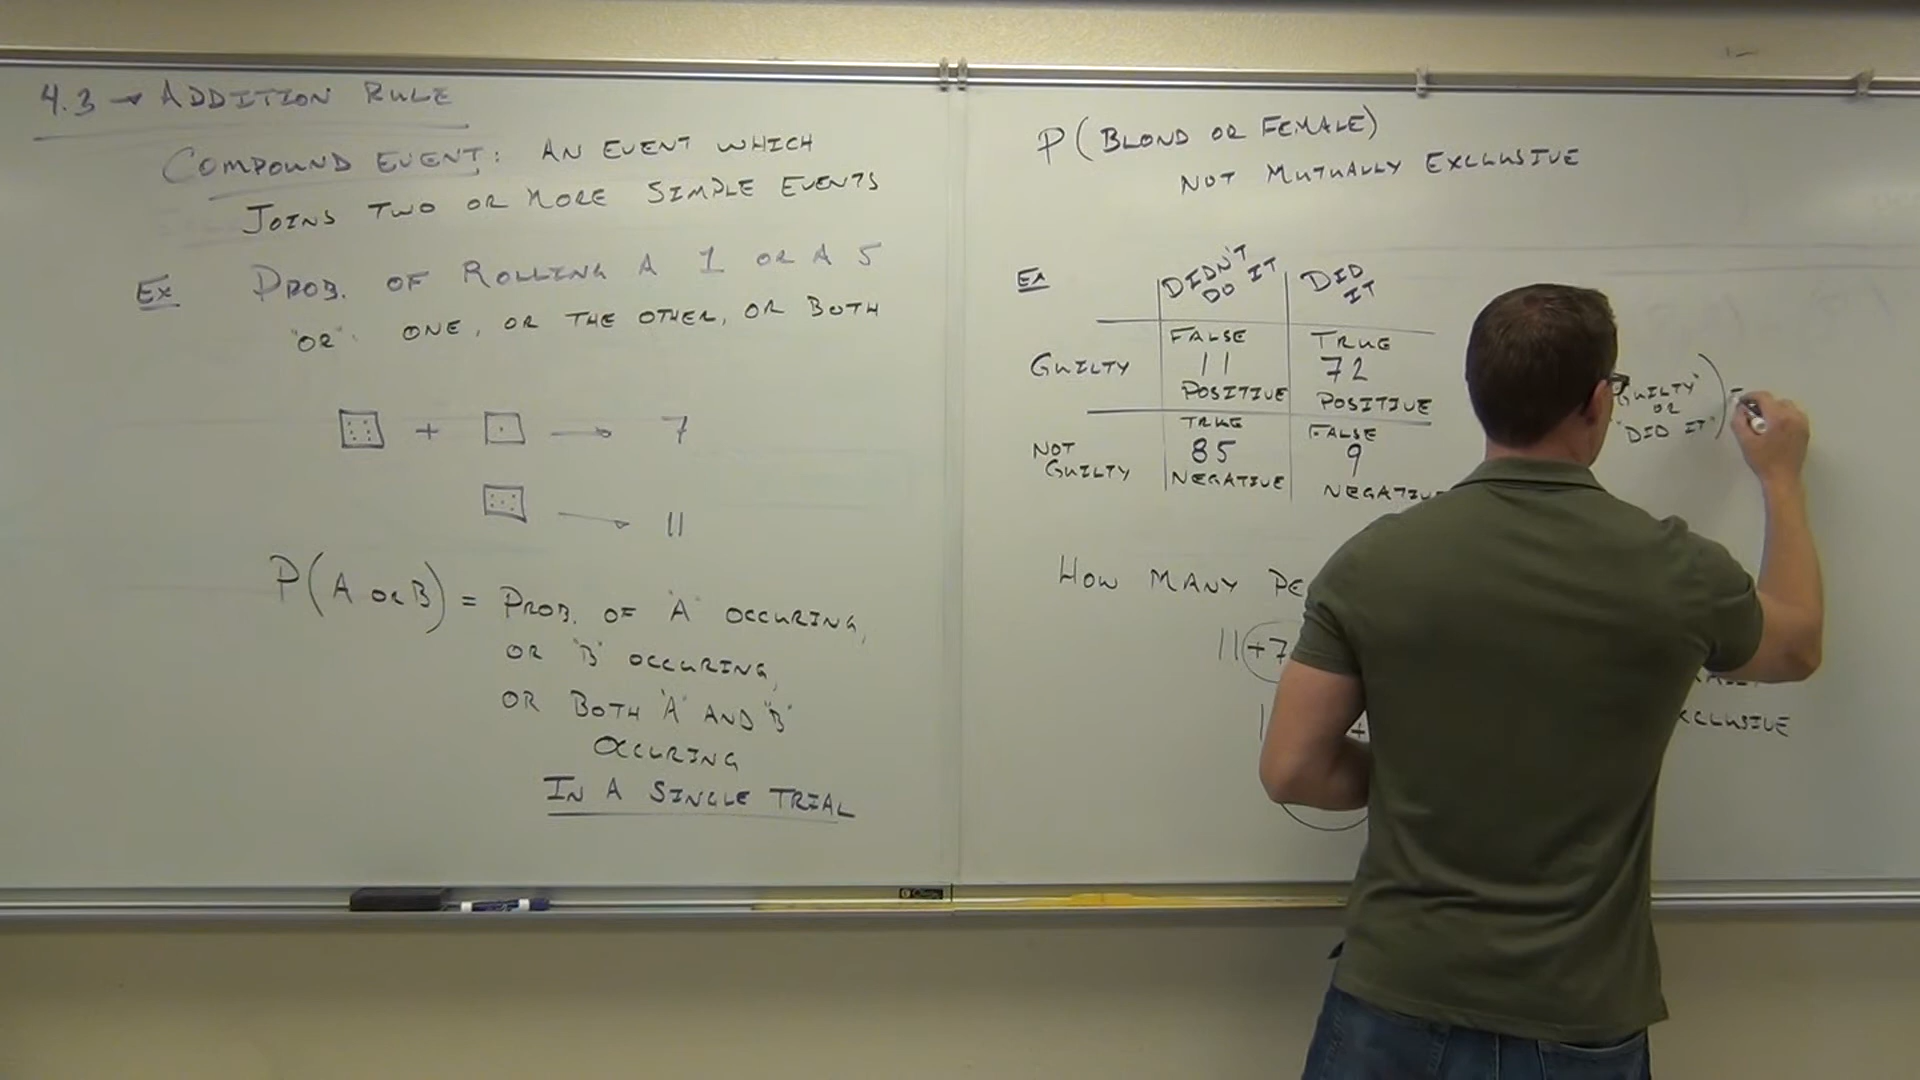 4.3 → ADDITION RULE
COMPOUND EVENT: AN EVENT WHICH
JOINS TWO OR MORE SIMPLE EVENTS
EX PROB. OF ROLLING A 1 OR A 5
"OR": ONE, OR THE OTHER, OR BOTH
+ → 7
→ 11
P(A OR B) = PROB. OF "A" OCCURING,
OR "B" OCCURING,
OR BOTH "A" AND "B"
OCCURING
IN A SINGLE TRIAL
P(BLOND OR FEMALE)
NOT MUTUALLY EXCLUSIVE
EX DIDN'T DO IT DID IT
FALSE TRUE
GUILTY 11 72
POSITIVE POSITIVE
TRUE FALSE
NOT GUILTY 85 9
NEGATIVE
"GUILTY"
OR
"DID IT") =
HOW MANY
11 + 7